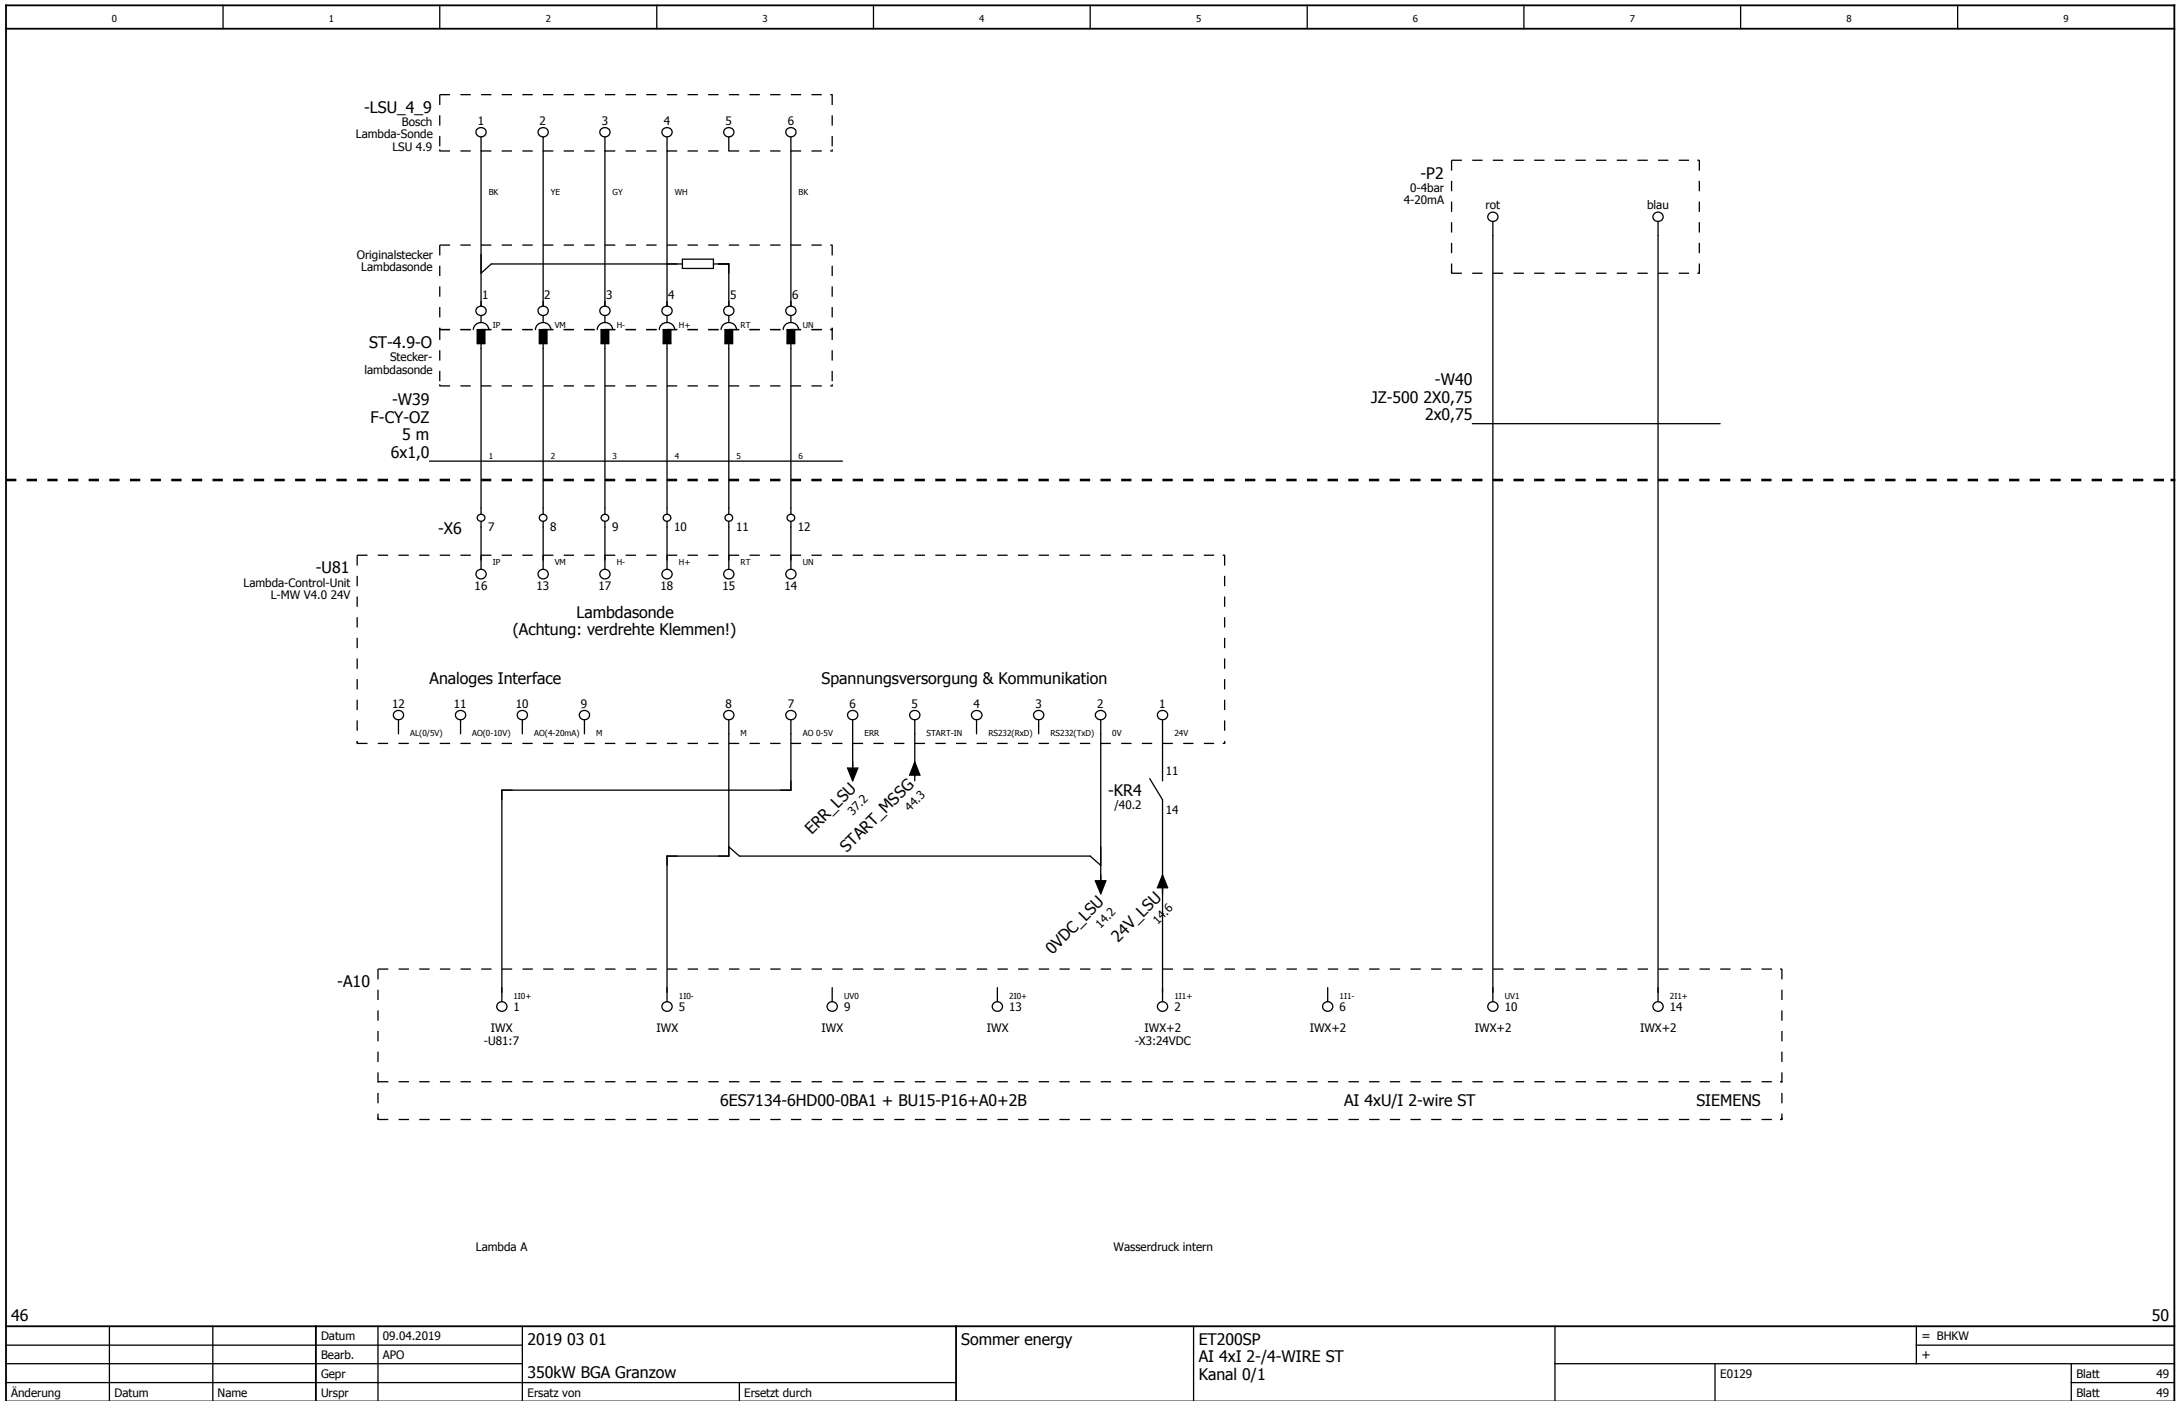 0 1 2 3 4 5 6 7 8 9
-LSU_4_9
Bosch
Lambda-Sonde
LSU 4.9
1 2 3 4 5 6
BK YE GY WH BK
-P2
0-4bar
4-20mA
rot blau
Originalstecker
Lambdasonde
1 2 3 4 5 6
IP VM H- H+ RT UN
ST-4.9-O
Stecker-
lambdasonde
-W39
F-CY-OZ
5 m
6x1,0
1 2 3 4 5 6
-W40
JZ-500 2X0,75
2x0,75
-X6 7 8 9 10 11 12
-U81
Lambda-Control-Unit
L-MW V4.0 24V
IP VM H- H+ RT UN
16 13 17 18 15 14
Lambdasonde
(Achtung: verdrehte Klemmen!)
Analoges Interface
Spannungsversorgung & Kommunikation
12 11 10 9 8 7 6 5 4 3 2 1
AL(0/5V) AO(0-10V) AO(4-20mA) M M AO 0-5V ERR START-IN RS232(RxD) RS232(TxD) 0V 24V
ERR_LSU
37.2
START_MSSG
44.3
-KR4
/40.2
11
14
0VDC_LSU
14.2
24V_LSU
14.6
-A10
1I0+ 1I0- UV0 2I0+ 1I1+ 1I1- UV1 2I1+
1 5 9 13 2 6 10 14
IWX IWX IWX IWX IWX+2 IWX+2 IWX+2 IWX+2
-U81:7
-X3:24VDC
6ES7134-6HD00-0BA1 + BU15-P16+A0+2B
AI 4xU/I 2-wire ST
SIEMENS
Lambda A
Wasserdruck intern
46
50
Datum 09.04.2019
Bearb. APO
Gepr
Änderung Datum Name Urspr
2019 03 01
350kW BGA Granzow
Ersatz von Ersetzt durch
Sommer energy
ET200SP
AI 4xI 2-/4-WIRE ST
Kanal 0/1
E0129
= BHKW
+
Blatt 49
Blatt 49